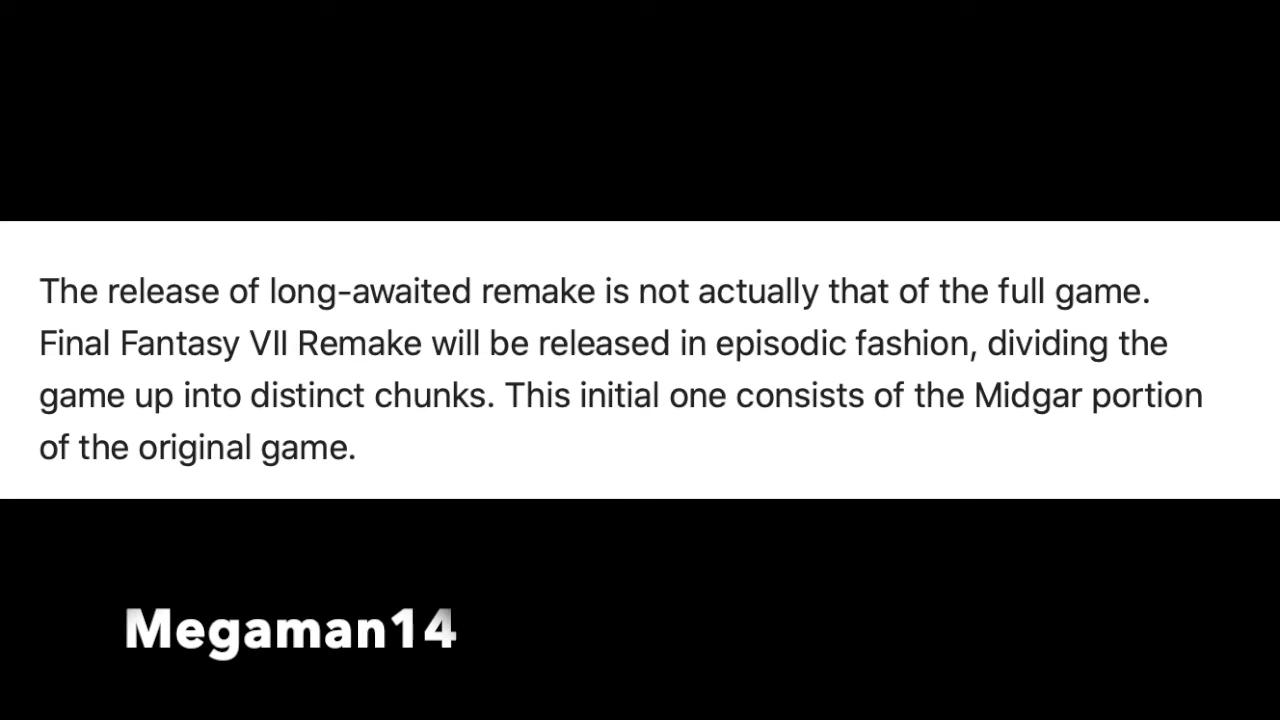 The release of long-awaited remake is not actually that of the full game.
Final Fantasy VII Remake will be released in episodic fashion, dividing the
game up into distinct chunks. This initial one consists of the Midgar portion
of the original game.
Megaman14